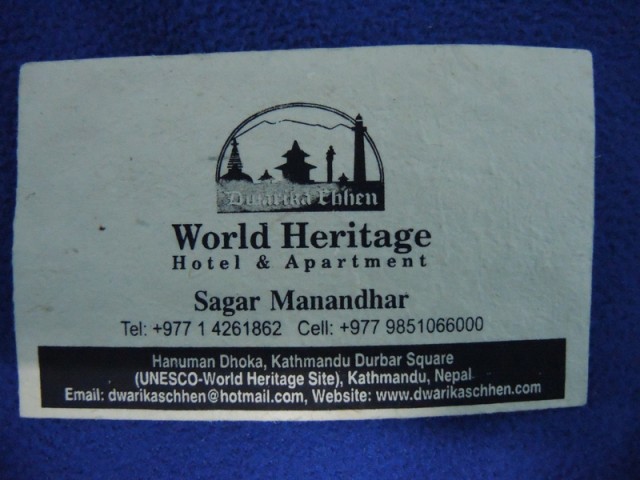 Dwarika Chhen
World Heritage
Hotel & Apartment
Sagar Manandhar
Tel: +977 1 4261862 Cell: +977 9851066000
Hanuman Dhoka, Kathmandu Durbar Square
(UNESCO-World Heritage Site), Kathmandu, Nepal
Email: dwarikaschhen@hotmail.com, Website: www.dwarikaschhen.com